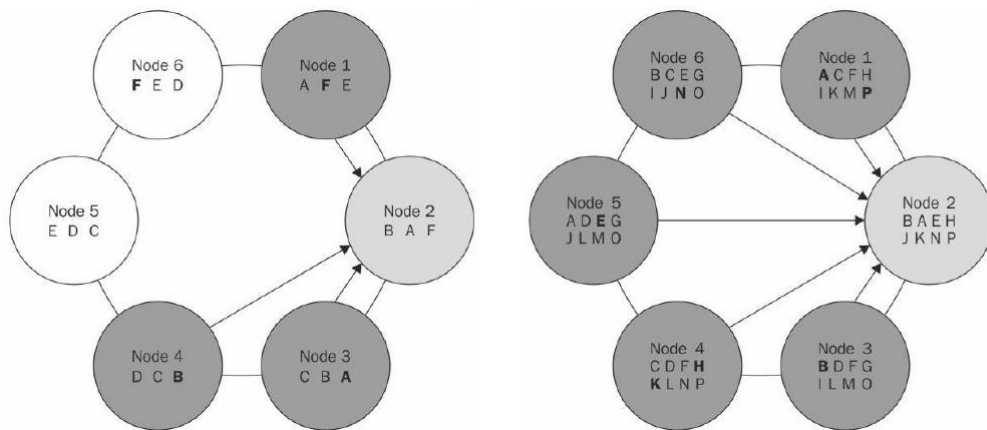 Node 6
F E D
Node 1
A F E
Node 5
E D C
Node 2
B A F
Node 4
D C B
Node 3
C B A
Node 6
B C E G
I J N O
Node 1
A C F H
I K M P
Node 5
A D E G
J L M O
Node 2
B A E H
J K N P
Node 4
C D F H
K L N P
Node 3
B D F G
I L M O